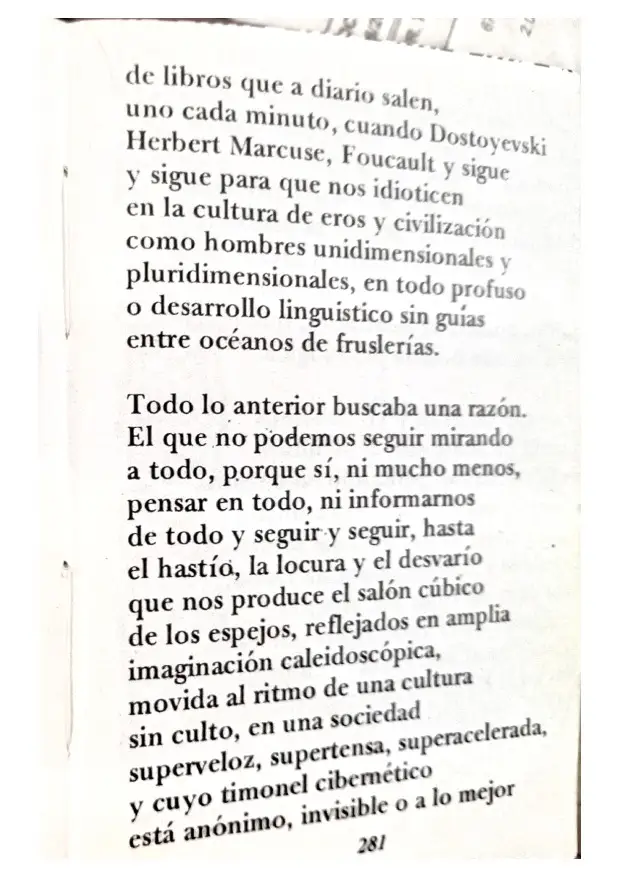 de libros que a diario salen,
uno cada minuto, cuando Dostoyevski
Herbert Marcuse, Foucault y sigue
y sigue para que nos idioticen
en la cultura de eros y civilización
como hombres unidimensionales y
pluridimensionales, en todo profuso
o desarrollo linguístico sin guías
entre océanos de fruslerías.
Todo lo anterior buscaba una razón.
El que no podemos seguir mirando
a todo, porque sí, ni mucho menos,
pensar en todo, ni informarnos
de todo y seguir y seguir, hasta
el hastío, la locura y el desvarío
que nos produce el salón cúbico
de los espejos, reflejados en amplia
imaginación caleidoscópica,
movida al ritmo de una cultura
sin culto, en una sociedad
superveloz, supertensa, superacelerada,
y cuyo timonel cibernético
está anónimo, invisible o a lo mejor
281